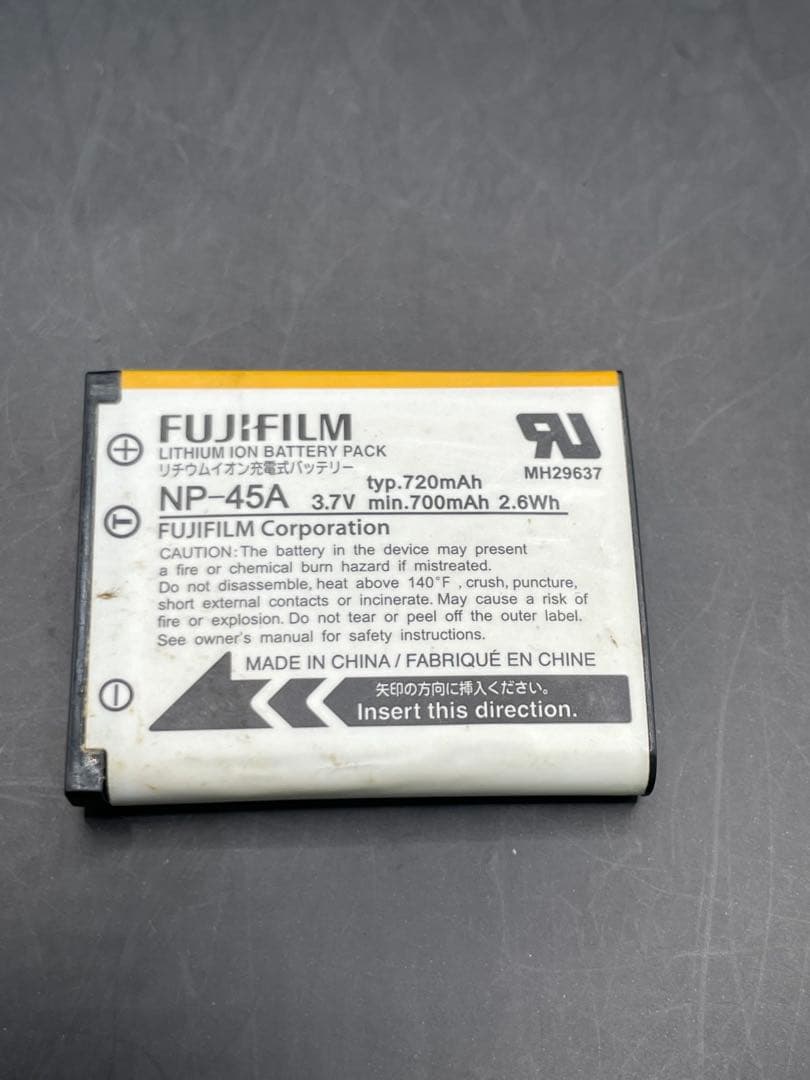 FUJIFILM
LITHIUM ION BATTERY PACK
リチウムイオン充電式バッテリー
MH29637
NP-45A 3.7V typ.720mAh min.700mAh 2.6Wh
FUJIFILM Corporation
CAUTION: The battery in the device may present
a fire or chemical burn hazard if mistreated.
Do not disassemble, heat above 140°F , crush, puncture,
short external contacts or incinerate. May cause a risk of
fire or explosion. Do not tear or peel off the outer label.
See owner's manual for safety instructions.
MADE IN CHINA / FABRIQUÉ EN CHINE
矢印の方向に挿入ください。
Insert this direction.
+
T
−